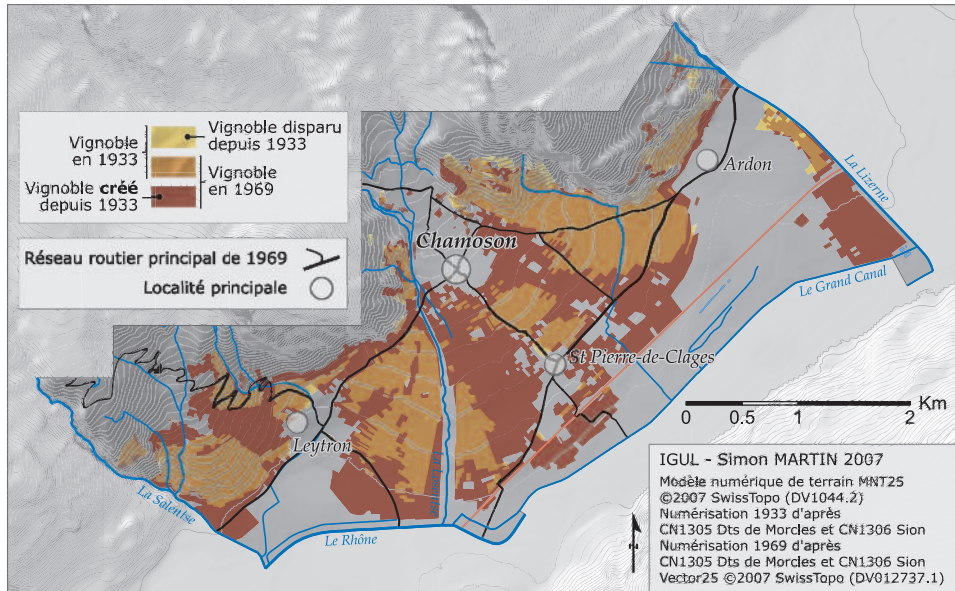 Vignoble disparu
depuis 1933
Vignoble
en 1933
Vignoble
en 1969
Vignoble créé
depuis 1933
Réseau routier principal de 1969
Localité principale
Ardon
La Lizerne
Chamoson
Le Grand Canal
St Pierre-de-Clages
Leytron
La Salentse
Le Rhône
0 0.5 1 2 Km
N
IGUL - Simon MARTIN 2007
Modèle numérique de terrain MNT25
©2007 SwissTopo (DV1044.2)
Numérisation 1933 d'après
CN1305 Dts de Morcles et CN1306 Sion
Numérisation 1969 d'après
CN1305 Dts de Morcles et CN1306 Sion
Vector25 ©2007 SwissTopo (DV012737.1)